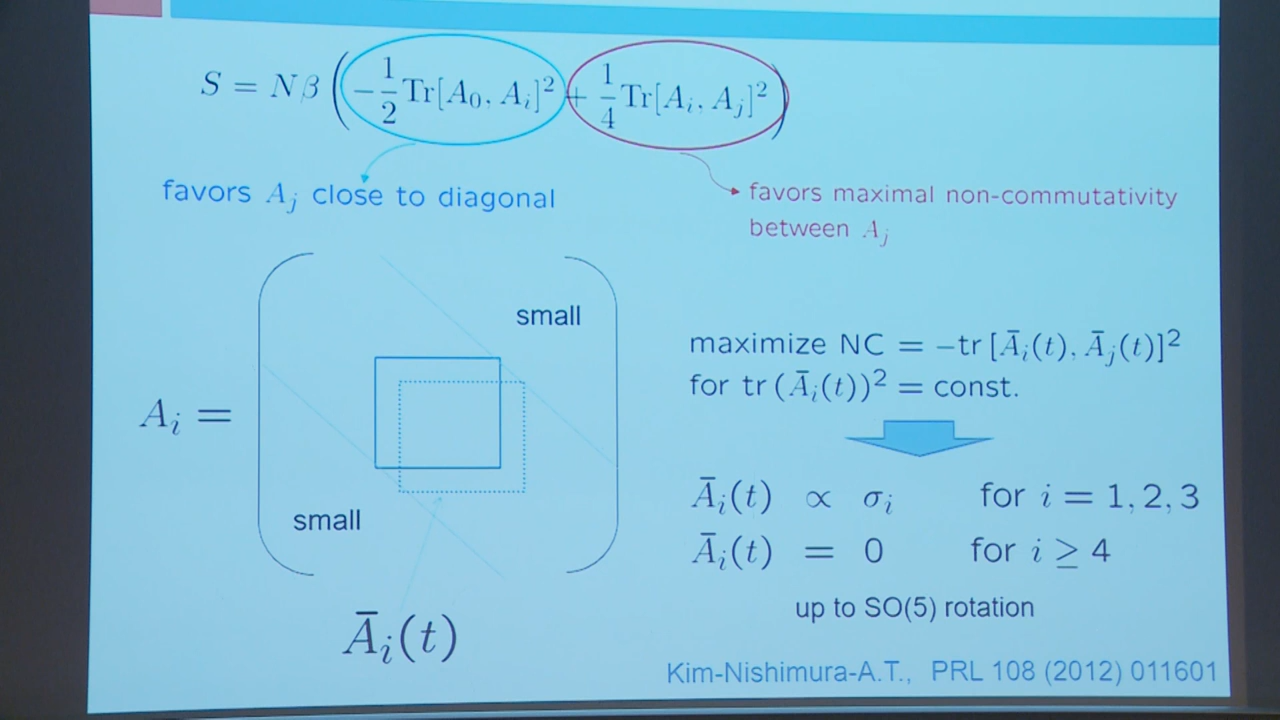 S = Nβ ( −1/2 Tr[A₀, Aᵢ]² + 1/4 Tr[Aᵢ, Aⱼ]² )
favors Aⱼ close to diagonal
favors maximal non-commutativity
between Aⱼ
small
Aᵢ =
small
Āᵢ(t)
maximize NC = −tr [Āᵢ(t), Āⱼ(t)]²
for tr (Āᵢ(t))² = const.
Āᵢ(t) ∝ σᵢ for i = 1, 2, 3
Āᵢ(t) = 0 for i ≥ 4
up to SO(5) rotation
Kim-Nishimura-A.T., PRL 108 (2012) 011601